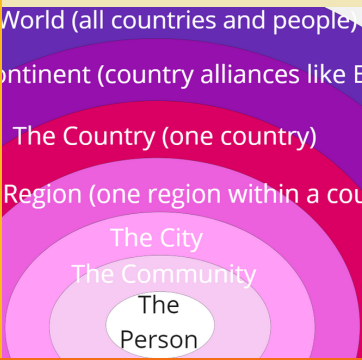 World (all countries and people)
ontinent (country alliances like E
The Country (one country)
Region (one region within a cou
The City
The Community
The
Person